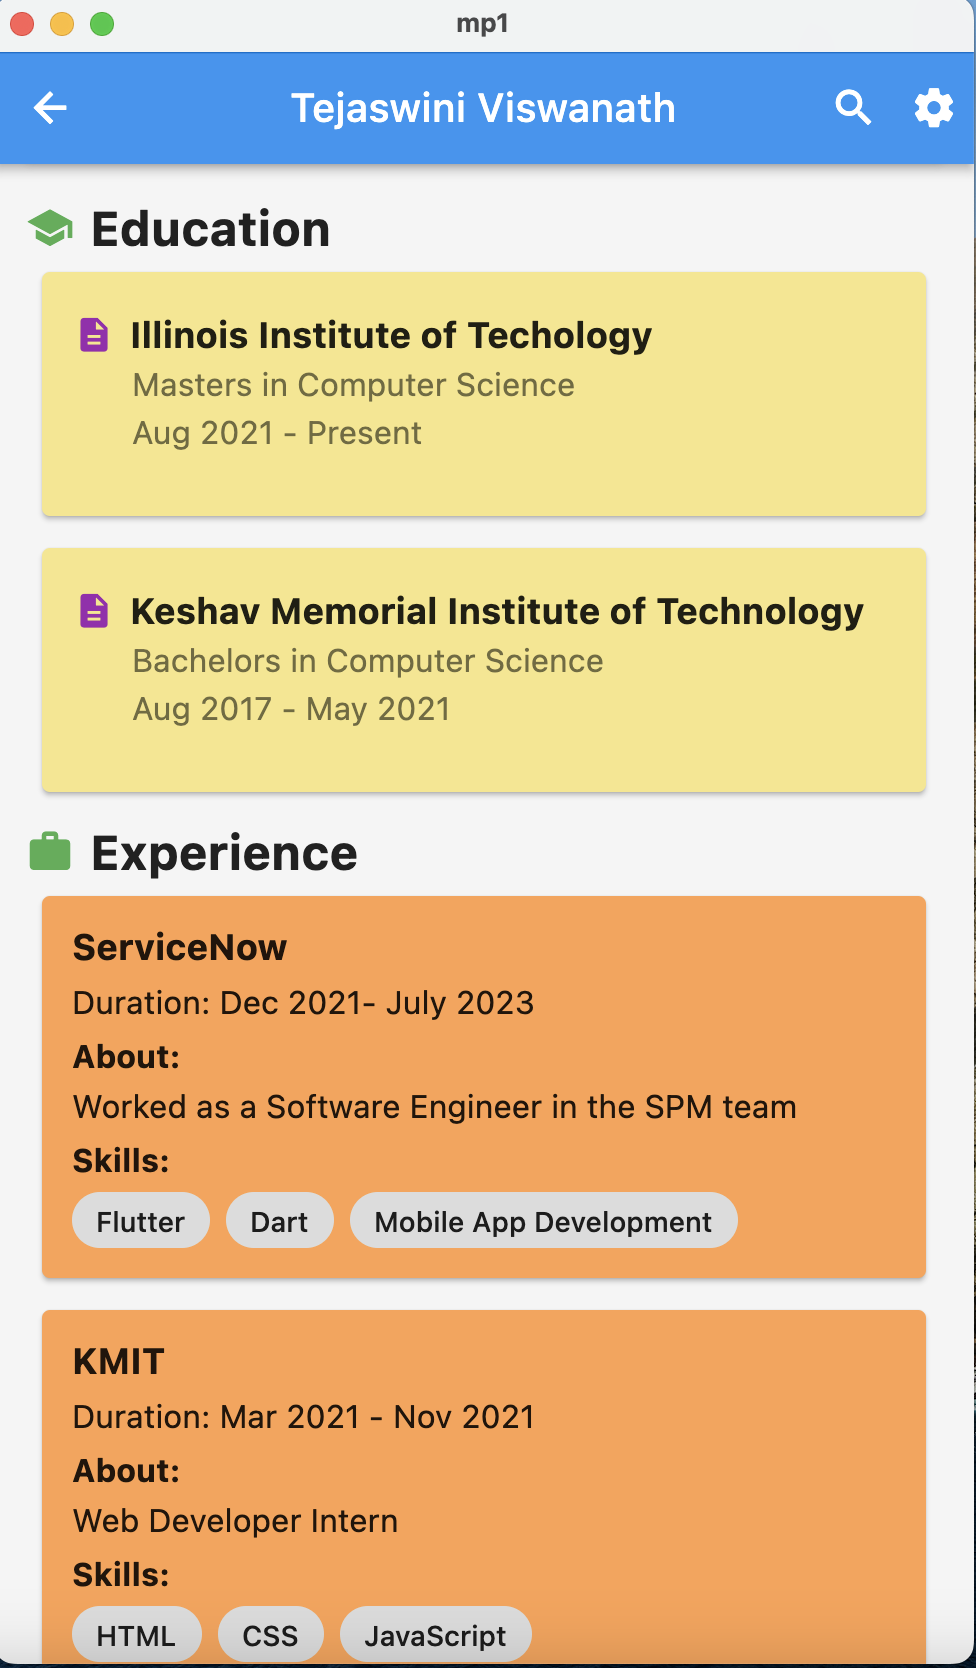 mp1
Tejaswini Viswanath
Education
Illinois Institute of Techology
Masters in Computer Science
Aug 2021 - Present
Keshav Memorial Institute of Technology
Bachelors in Computer Science
Aug 2017 - May 2021
Experience
ServiceNow
Duration: Dec 2021- July 2023
About:
Worked as a Software Engineer in the SPM team
Skills:
Flutter Dart Mobile App Development
KMIT
Duration: Mar 2021 - Nov 2021
About:
Web Developer Intern
Skills:
HTML CSS JavaScript